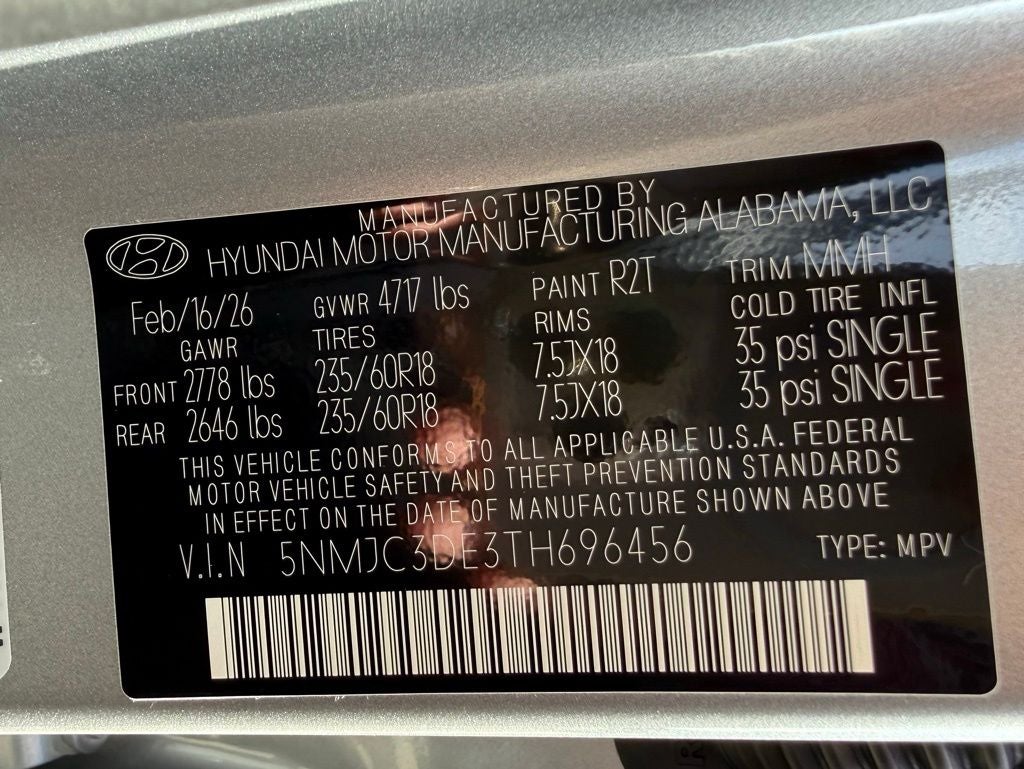 MANUFACTURED BY
HYUNDAI MOTOR MANUFACTURING ALABAMA, LLC
Feb/16/26 GVWR 4717 lbs PAINT R2T TRIM MMH
GAWR TIRES RIMS COLD TIRE INFL
FRONT 2778 lbs 235/60R18 7.5JX18 35 psi SINGLE
REAR 2646 lbs 235/60R18 7.5JX18 35 psi SINGLE
THIS VEHICLE CONFORMS TO ALL APPLICABLE U.S.A. FEDERAL
MOTOR VEHICLE SAFETY AND THEFT PREVENTION STANDARDS
IN EFFECT ON THE DATE OF MANUFACTURE SHOWN ABOVE
V.I.N 5NMJC3DE3TH696456 TYPE: MPV